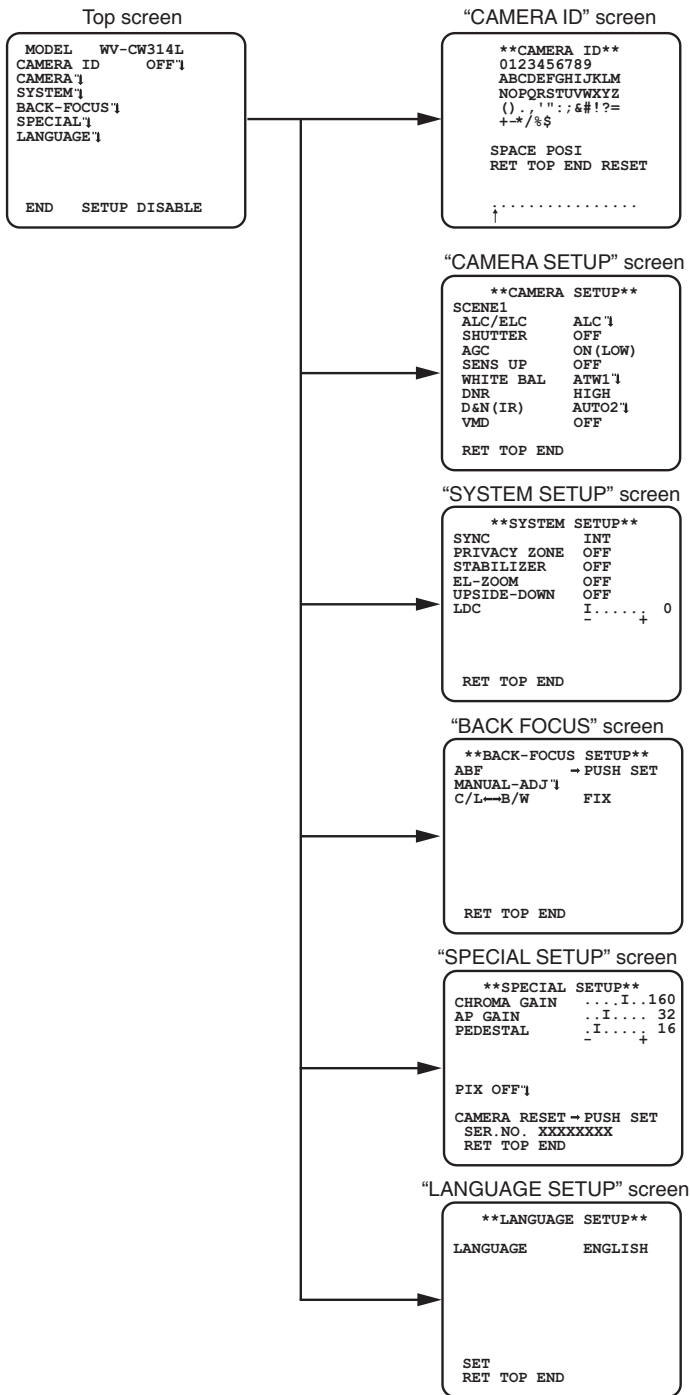 Top screen
MODEL WV-CW314L
CAMERA ID OFF
CAMERA
SYSTEM
BACK-FOCUS
SPECIAL
LANGUAGE
END SETUP DISABLE
“CAMERA ID” screen
**CAMERA ID**
0123456789
ABCDEFGHIJKLM
NOPQRSTUVWXYZ
().,'":;&#!?=
+-*/%$
SPACE POSI
RET TOP END RESET
................
↑
“CAMERA SETUP” screen
**CAMERA SETUP**
SCENE1
ALC/ELC ALC
SHUTTER OFF
AGC ON(LOW)
SENS UP OFF
WHITE BAL ATW1
DNR HIGH
D&N(IR) AUTO2
VMD OFF
RET TOP END
“SYSTEM SETUP” screen
**SYSTEM SETUP**
SYNC INT
PRIVACY ZONE OFF
STABILIZER OFF
EL-ZOOM OFF
UPSIDE-DOWN OFF
LDC I...... 0
- +
RET TOP END
“BACK FOCUS” screen
**BACK-FOCUS SETUP**
ABF → PUSH SET
MANUAL-ADJ
C/L↔B/W FIX
RET TOP END
“SPECIAL SETUP” screen
**SPECIAL SETUP**
CHROMA GAIN ....I..160
AP GAIN ..I.... 32
PEDESTAL .I..... 16
- +
PIX OFF
CAMERA RESET → PUSH SET
SER.NO. XXXXXXXX
RET TOP END
“LANGUAGE SETUP” screen
**LANGUAGE SETUP**
LANGUAGE ENGLISH
SET
RET TOP END